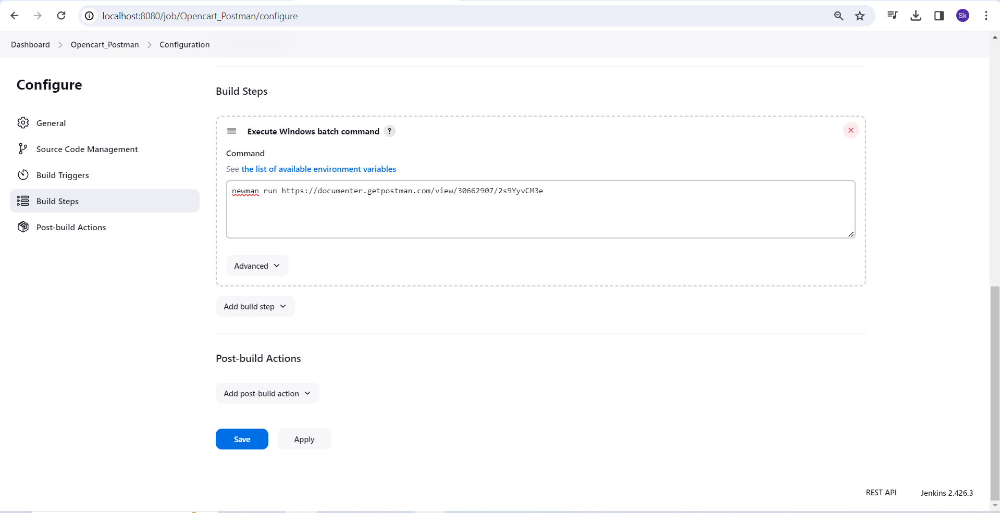 localhost:8080/job/Opencart_Postman/configure
Sk
Dashboard
Opencart_Postman
Configuration
Configure
General
Source Code Management
Build Triggers
Build Steps
Post-build Actions
Build Steps
Execute Windows batch command
?
Command
See the list of available environment variables
newman run https://documenter.getpostman.com/view/30662907/2s9YyvCM3e
Advanced
Add build step
Post-build Actions
Add post-build action
Save
Apply
REST API
Jenkins 2.426.3